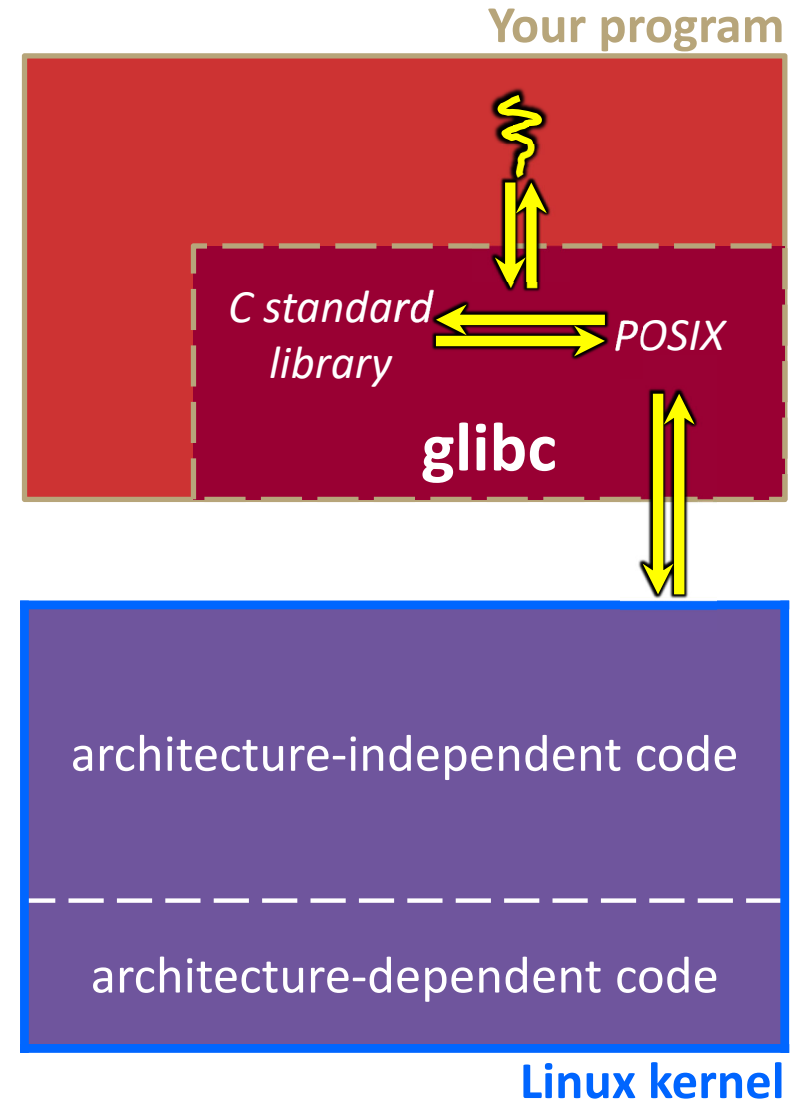 Your program
C standard
library
POSIX
glibc
architecture-independent code
architecture-dependent code
Linux kernel